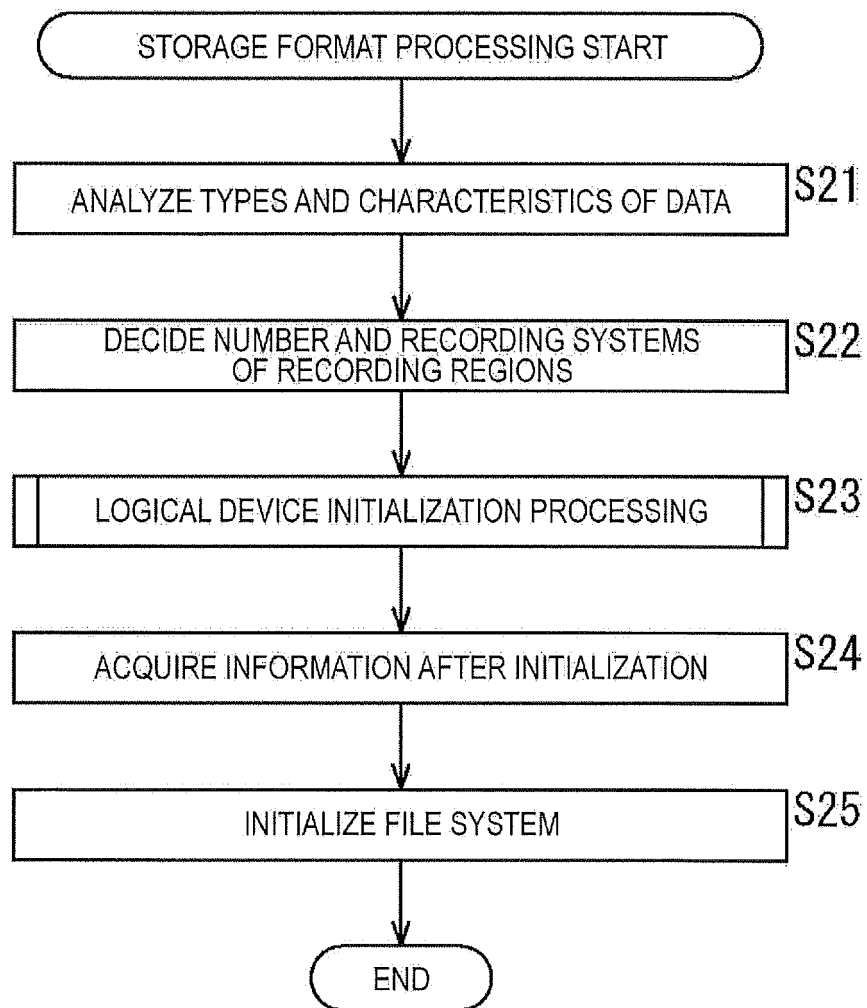 STORAGE FORMAT PROCESSING START
ANALYZE TYPES AND CHARACTERISTICS OF DATA
S21
DECIDE NUMBER AND RECORDING SYSTEMS
OF RECORDING REGIONS
S22
LOGICAL DEVICE INITIALIZATION PROCESSING
S23
ACQUIRE INFORMATION AFTER INITIALIZATION
S24
INITIALIZE FILE SYSTEM
S25
END